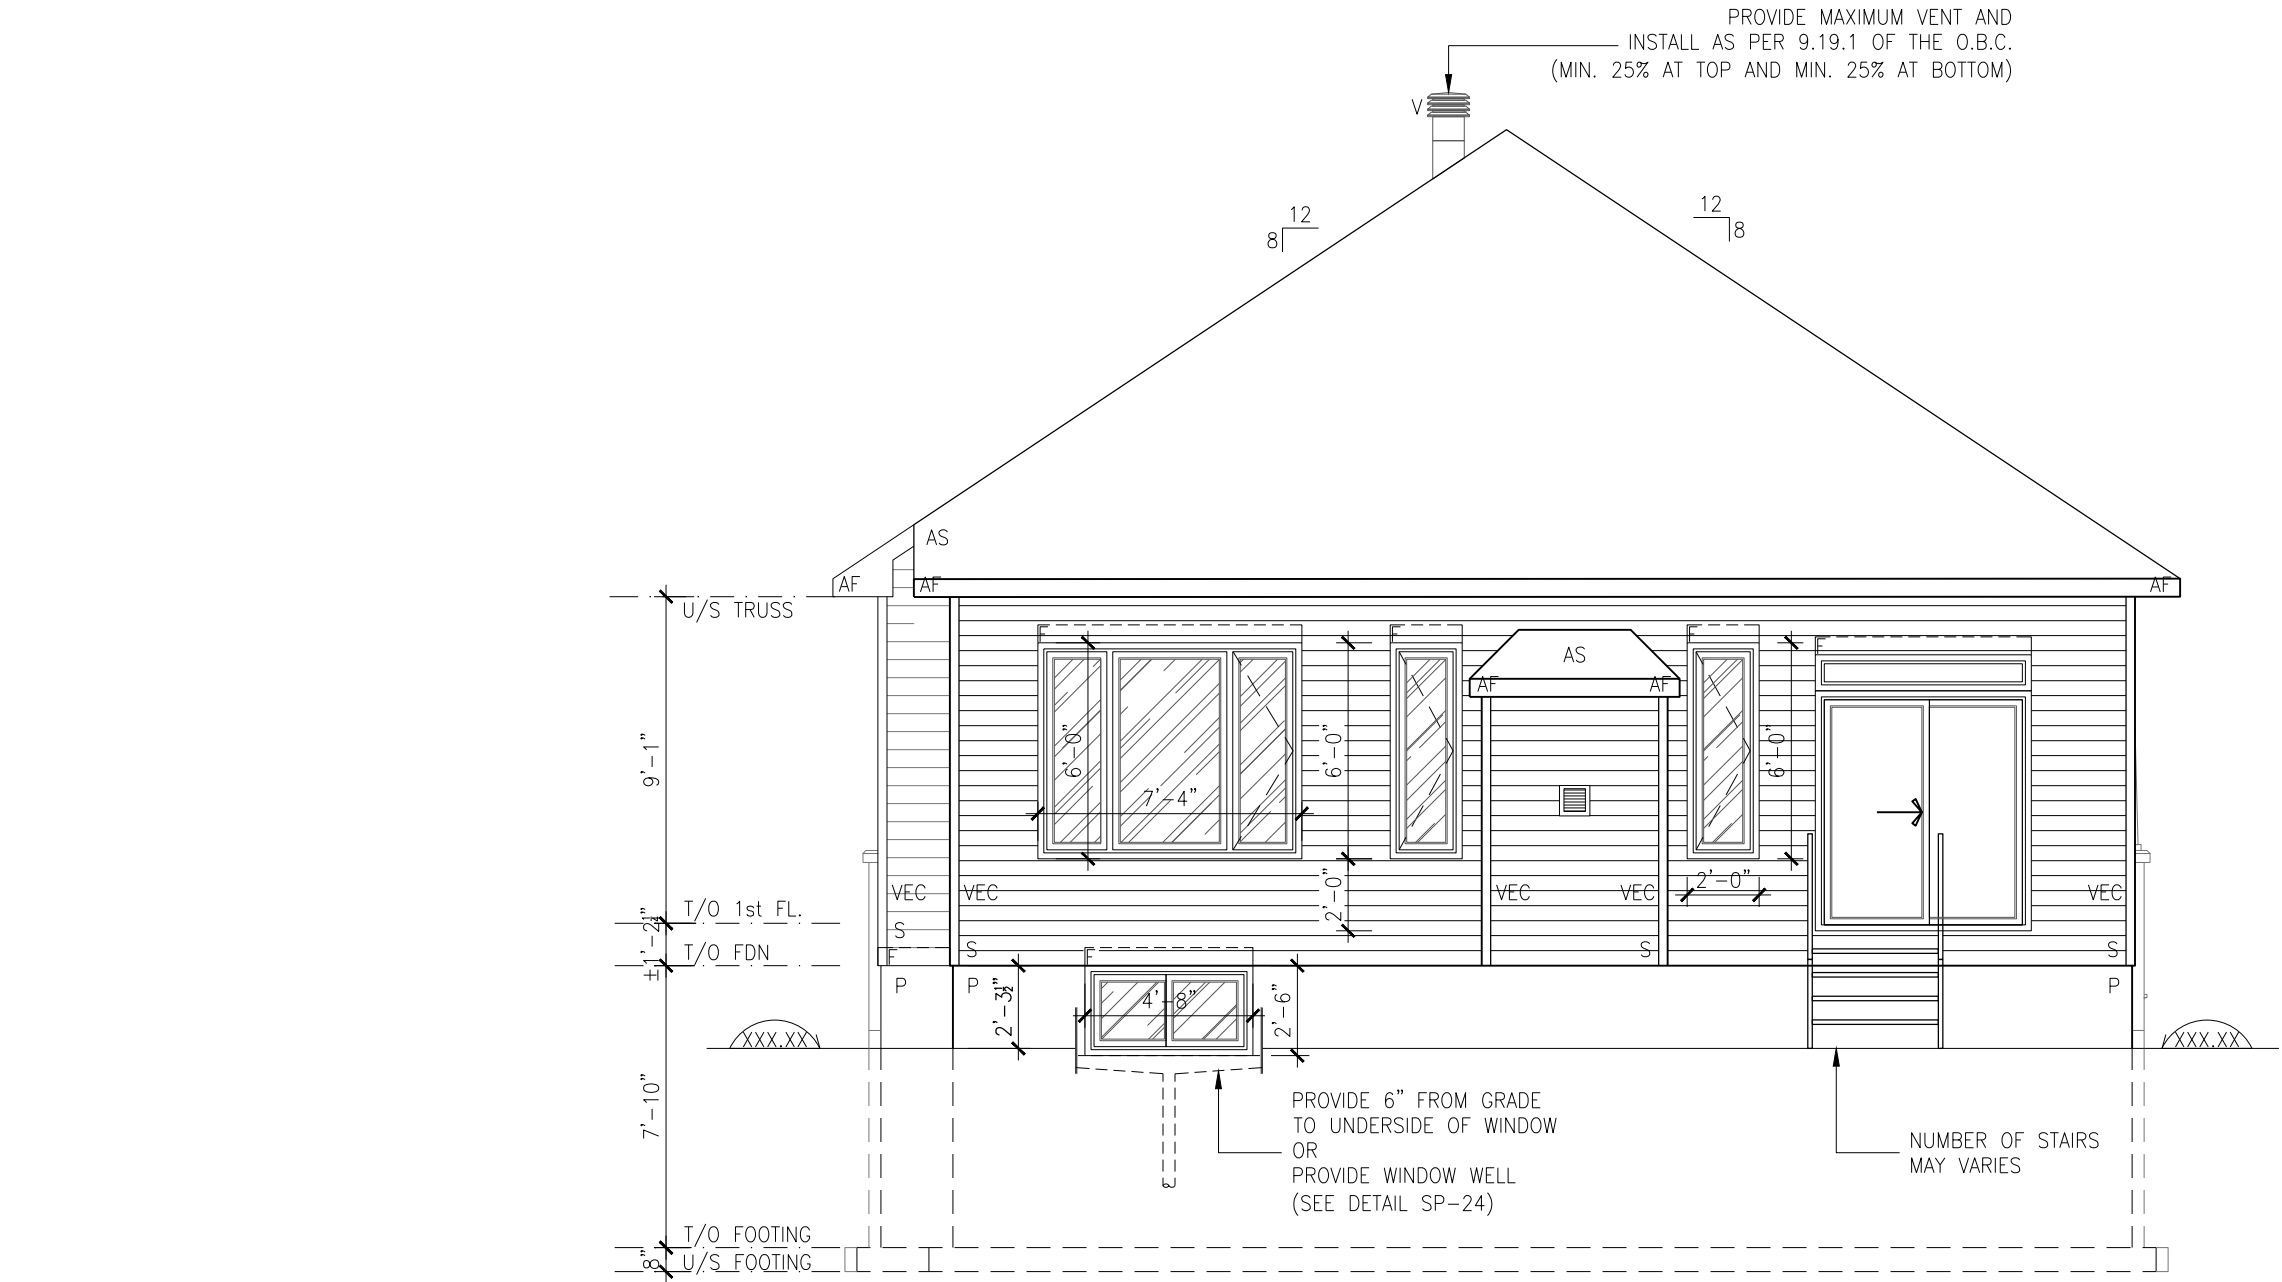 PROVIDE MAXIMUM VENT AND
INSTALL AS PER 9.19.1 OF THE O.B.C.
(MIN. 25% AT TOP AND MIN. 25% AT BOTTOM)
V
12
8
12
8
AS
AF
AF
AF
U/S TRUSS
F
F
F
F
AS
AF
AF
9'-1"
6'-0"
7'-4"
6'-0"
6'-0"
VEC
VEC
2'-0"
VEC
VEC
2'-0"
VEC
T/O 1st FL.
±1'-2½"
S
S
S
S
T/O FDN
F
F
P
P
2'-3½"
4'-8"
2'-6"
P
XXX.XX
XXX.XX
7'-10"
PROVIDE 6" FROM GRADE
TO UNDERSIDE OF WINDOW
OR
PROVIDE WINDOW WELL
(SEE DETAIL SP-24)
NUMBER OF STAIRS
MAY VARIES
T/O FOOTING
8"
U/S FOOTING